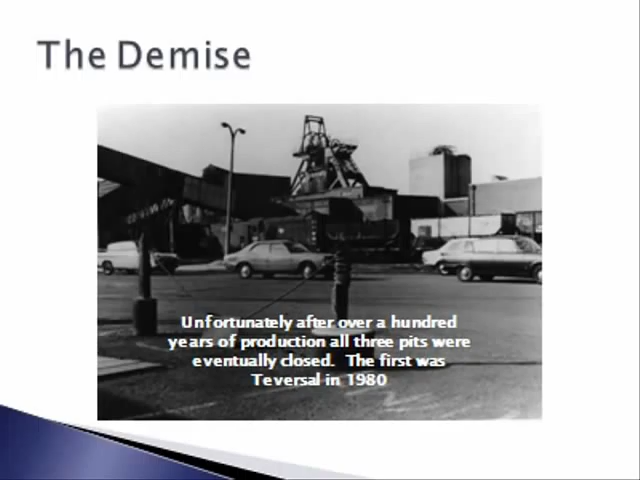 The Demise
Unfortunately after over a hundred
years of production all three pits were
eventually closed. The first was
Teversal in 1980